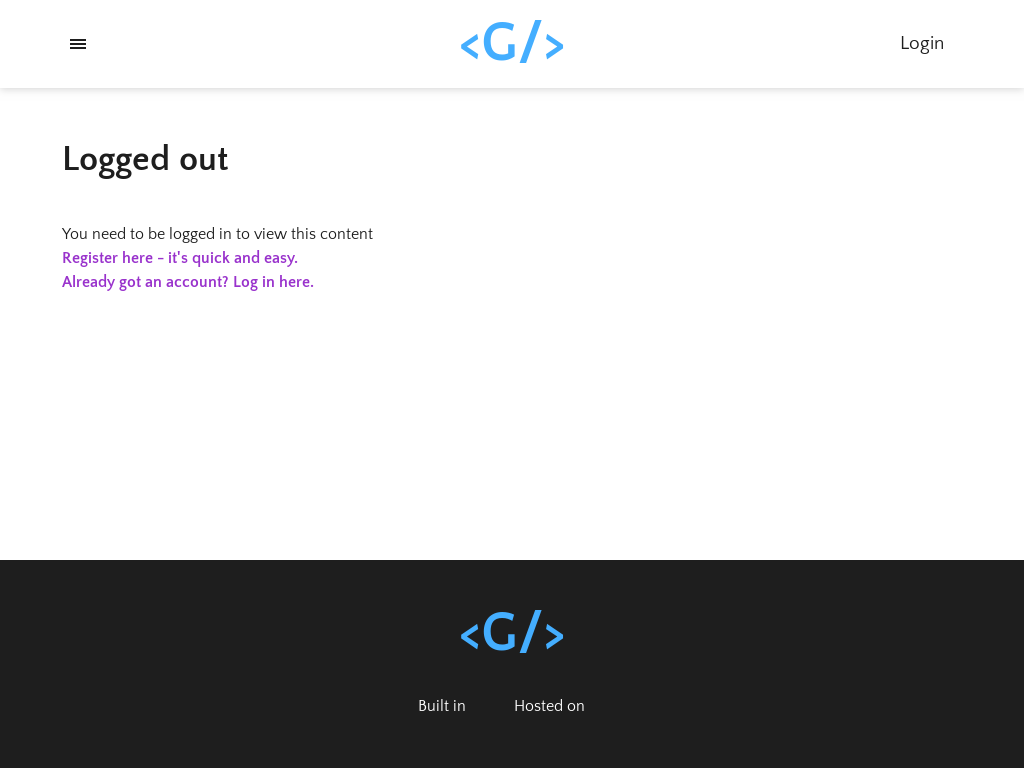 <G/>
Login
Logged out
You need to be logged in to view this content
Register here - it's quick and easy.
Already got an account? Log in here.
<G/>
Built in
Hosted on